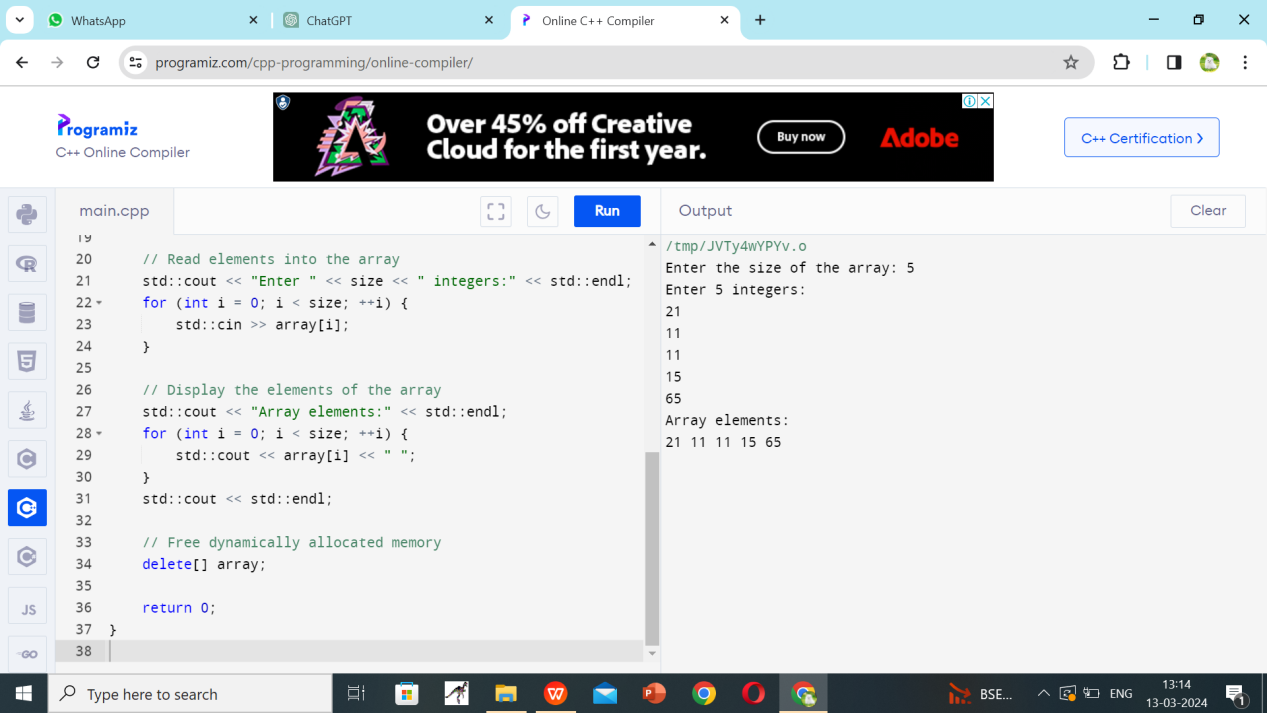 WhatsApp
ChatGPT
Online C++ Compiler
programiz.com/cpp-programming/online-compiler/
Programiz
C++ Online Compiler
Over 45% off Creative
Cloud for the first year.
Buy now
Adobe
C++ Certification
main.cpp
Run
Output
Clear
19
20     // Read elements into the array
21     std::cout << "Enter " << size << " integers:" << std::endl;
22     for (int i = 0; i < size; ++i) {
23         std::cin >> array[i];
24     }
25
26     // Display the elements of the array
27     std::cout << "Array elements:" << std::endl;
28     for (int i = 0; i < size; ++i) {
29         std::cout << array[i] << " ";
30     }
31     std::cout << std::endl;
32
33     // Free dynamically allocated memory
34     delete[] array;
35
36     return 0;
37 }
38
/tmp/JVTy4wYPYv.o
Enter the size of the array: 5
Enter 5 integers:
21
11
11
15
65
Array elements:
21 11 11 15 65
R
5
C
JS
GO
Type here to search
W
P
BSE...
ENG
13:14
13-03-2024
1